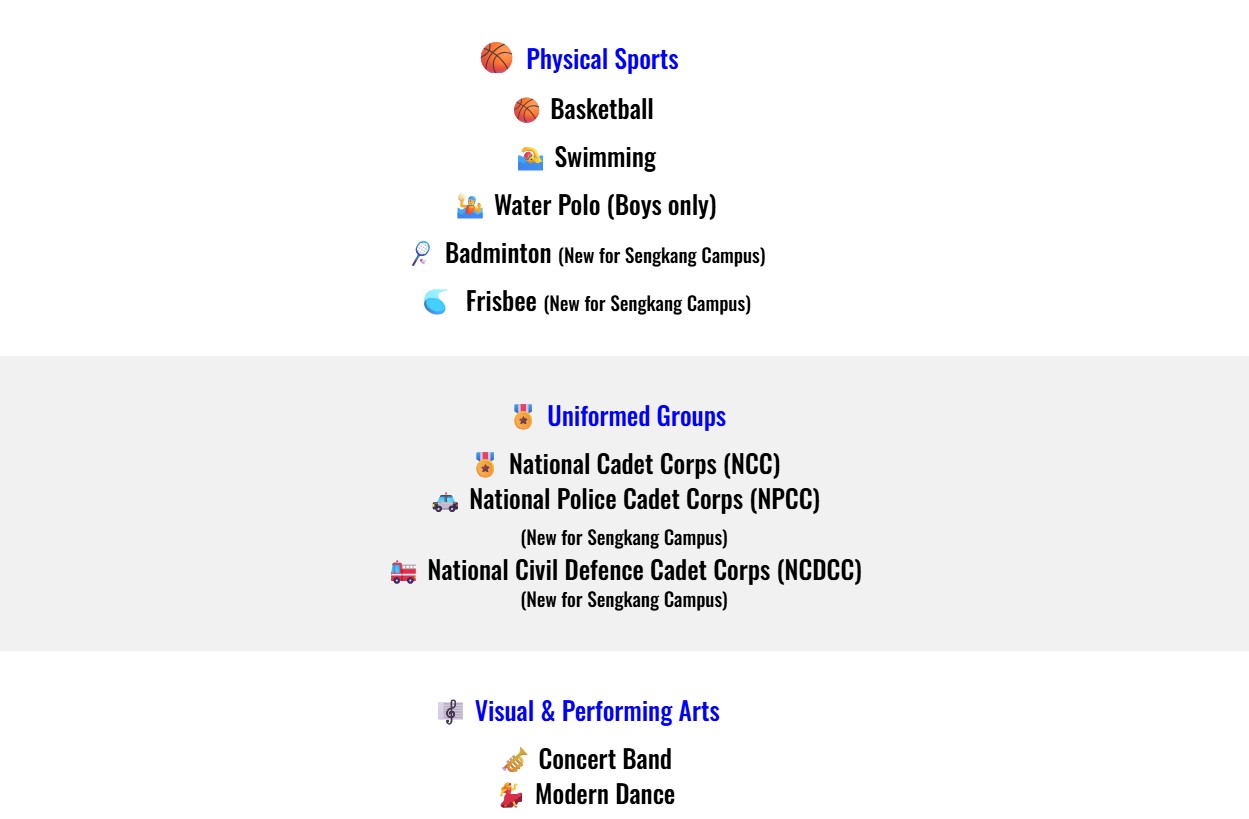 Physical Sports
Basketball
Swimming
Water Polo (Boys only)
Badminton (New for Sengkang Campus)
Frisbee (New for Sengkang Campus)
Uniformed Groups
National Cadet Corps (NCC)
National Police Cadet Corps (NPCC)
(New for Sengkang Campus)
National Civil Defence Cadet Corps (NCDCC)
(New for Sengkang Campus)
Visual & Performing Arts
Concert Band
Modern Dance